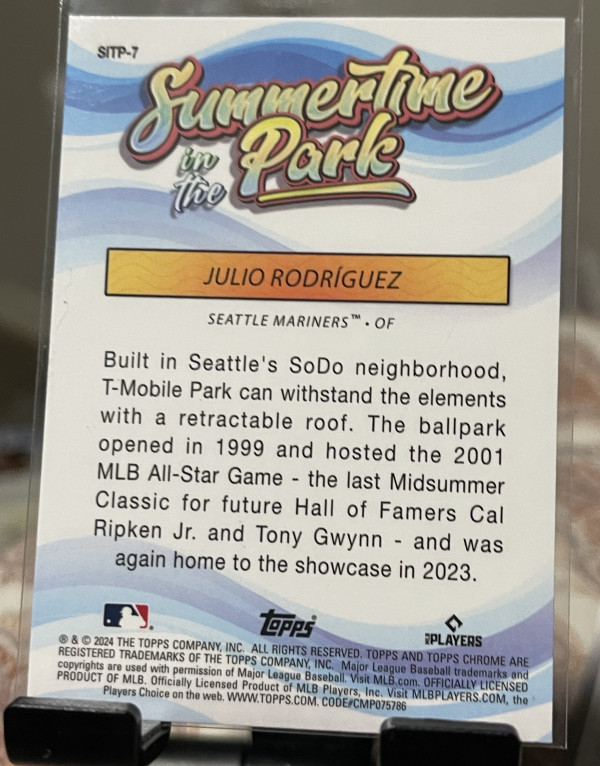 SITP-7
Summertime
in the Park
JULIO RODRÍGUEZ
SEATTLE MARINERS™ • OF
Built in Seattle's SoDo neighborhood,
T-Mobile Park can withstand the elements
with a retractable roof. The ballpark
opened in 1999 and hosted the 2001
MLB All-Star Game - the last Midsummer
Classic for future Hall of Famers Cal
Ripken Jr. and Tony Gwynn - and was
again home to the showcase in 2023.
Topps
MLB PLAYERS
® & © 2024 THE TOPPS COMPANY, INC. ALL RIGHTS RESERVED. TOPPS AND TOPPS CHROME ARE
REGISTERED TRADEMARKS OF THE TOPPS COMPANY, INC. Major League Baseball trademarks and
copyrights are used with permission of Major League Baseball. Visit MLB.com. OFFICIALLY LICENSED
PRODUCT OF MLB. Officially Licensed Product of MLB Players, Inc. Visit MLBPLAYERS.COM, the
Players Choice on the web. WWW.TOPPS.COM. CODE#CMP075786